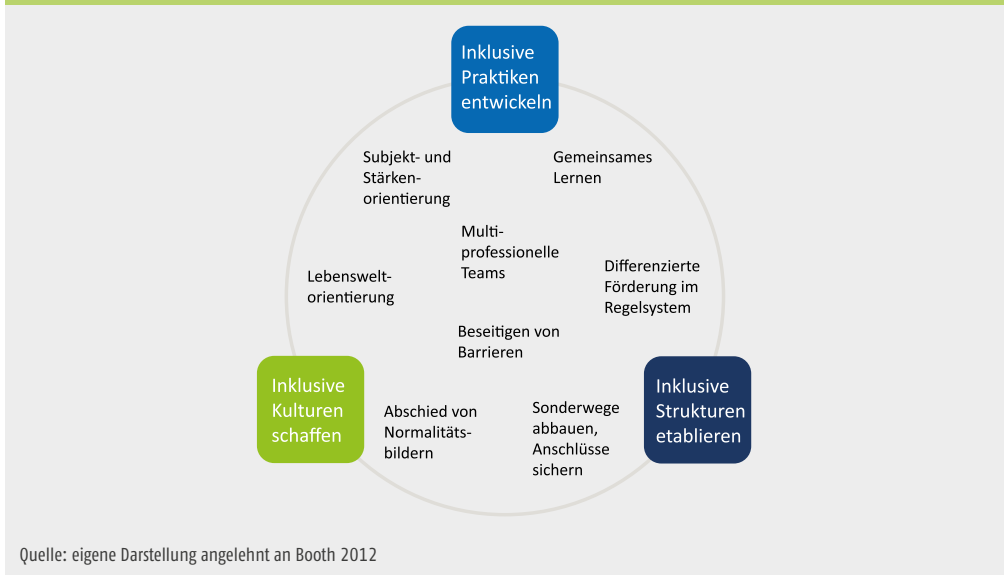 Inklusive
Praktiken
entwickeln
Subjekt- und
Stärken-
orientierung
Gemeinsames
Lernen
Multi-
professionelle
Teams
Lebenswelt-
orientierung
Differenzierte
Förderung im
Regelsystem
Beseitigen von
Barrieren
Inklusive
Kulturen
schaffen
Abschied von
Normalitäts-
bildern
Sonderwege
abbauen,
Anschlüsse
sichern
Inklusive
Strukturen
etablieren
Quelle: eigene Darstellung angelehnt an Booth 2012